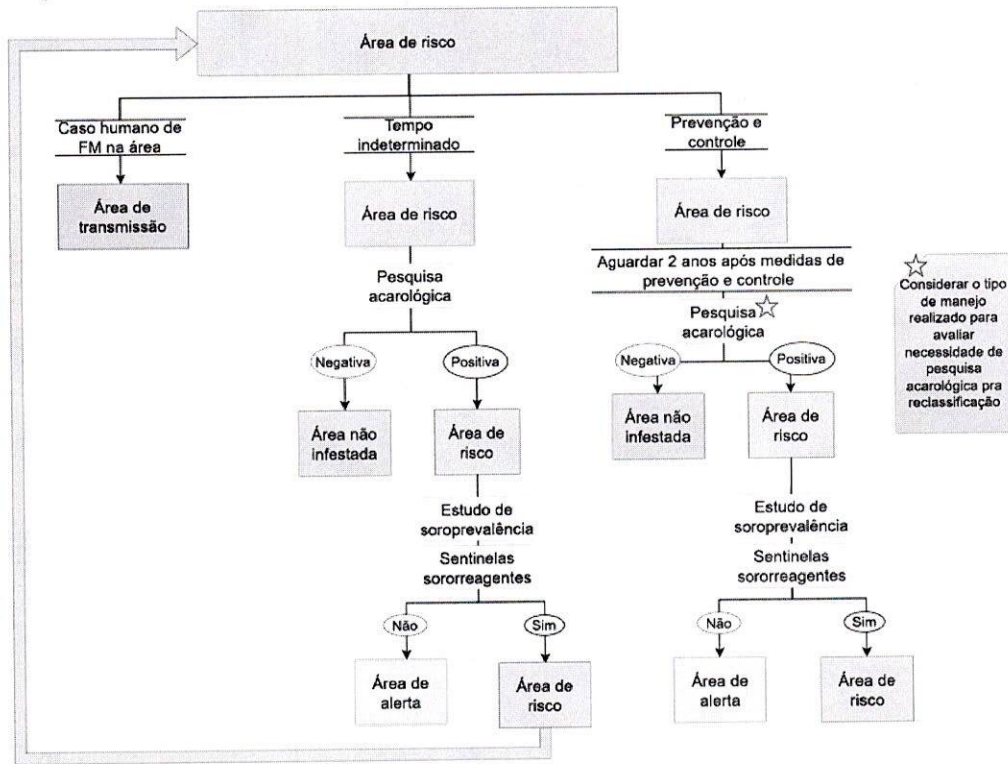 Área de risco
Caso humano de
FM na área
Área de
transmissão
Tempo
indeterminado
Área de risco
Pesquisa
acarológica
Negativa
Positiva
Área não
infestada
Área de
risco
Estudo de
soroprevalência
Sentinelas
sororreagentes
Não
Sim
Área de
alerta
Área de
risco
Prevenção e
controle
Área de risco
Aguardar 2 anos após medidas de
prevenção e controle
Pesquisa
acarológica
Negativa
Positiva
Área não
infestada
Área de
risco
Estudo de
soroprevalência
Sentinelas
sororreagentes
Não
Sim
Área de
alerta
Área de
risco
Considerar o tipo
de manejo
realizado para
avaliar
necessidade de
pesquisa
acarológica pra
reclassificação